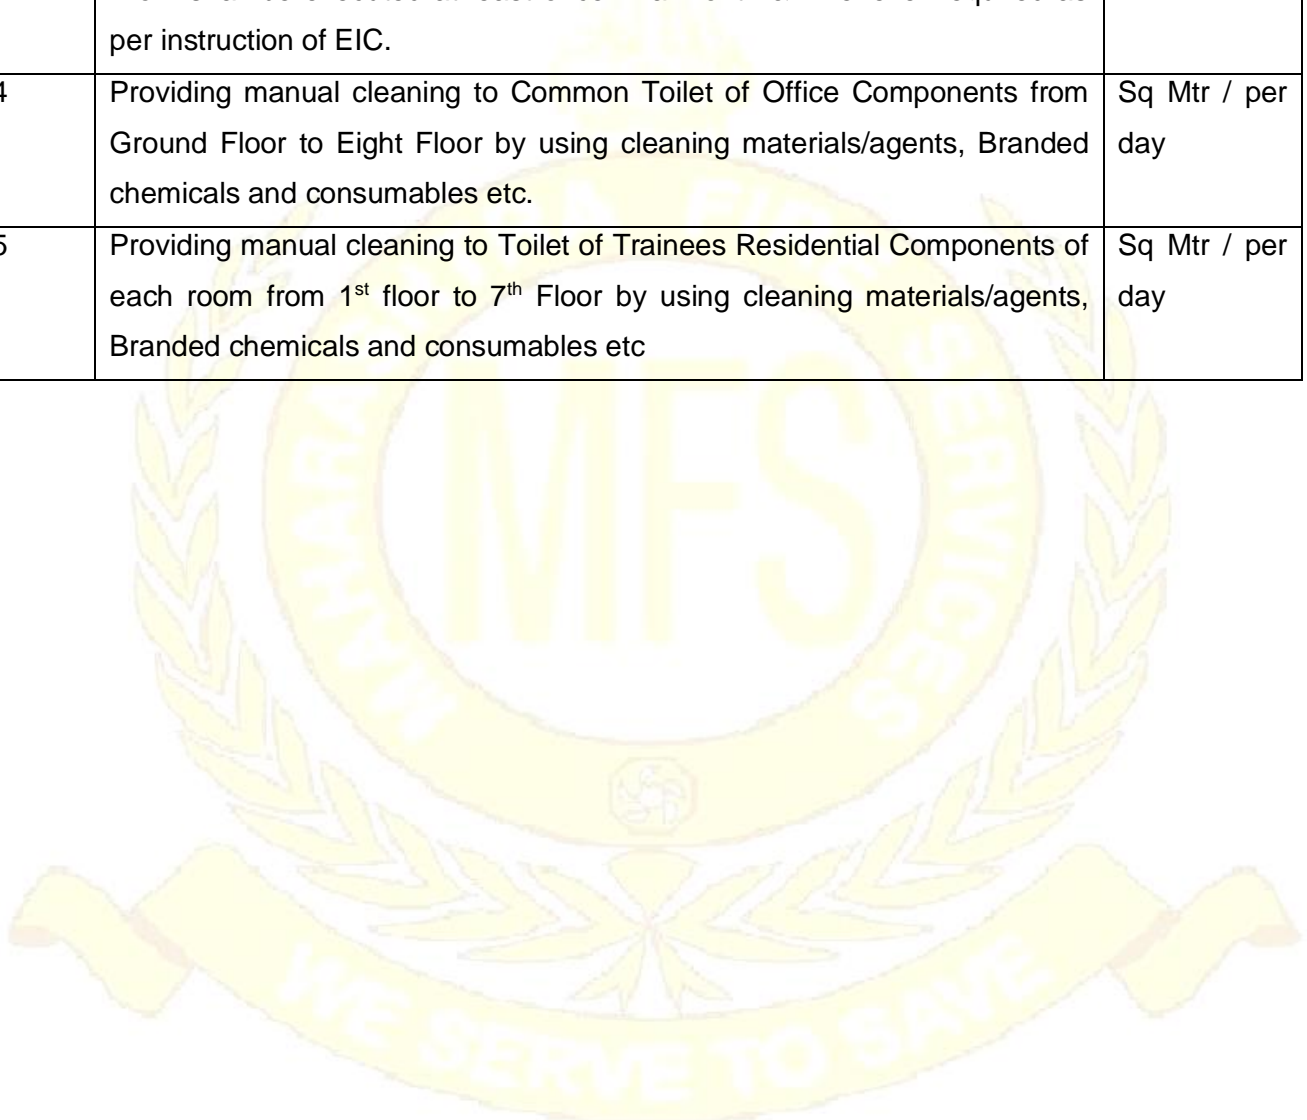 per instruction of EIC.
4 Providing manual cleaning to Common Toilet of Office Components from Sq Mtr / per
Ground Floor to Eight Floor by using cleaning materials/agents, Branded day
chemicals and consumables etc.
5 Providing manual cleaning to Toilet of Trainees Residential Components of Sq Mtr / per
each room from 1st floor to 7th Floor by using cleaning materials/agents, day
Branded chemicals and consumables etc
MAHARASHTRA FIRE SERVICES
MFS
WE SERVE TO SAVE